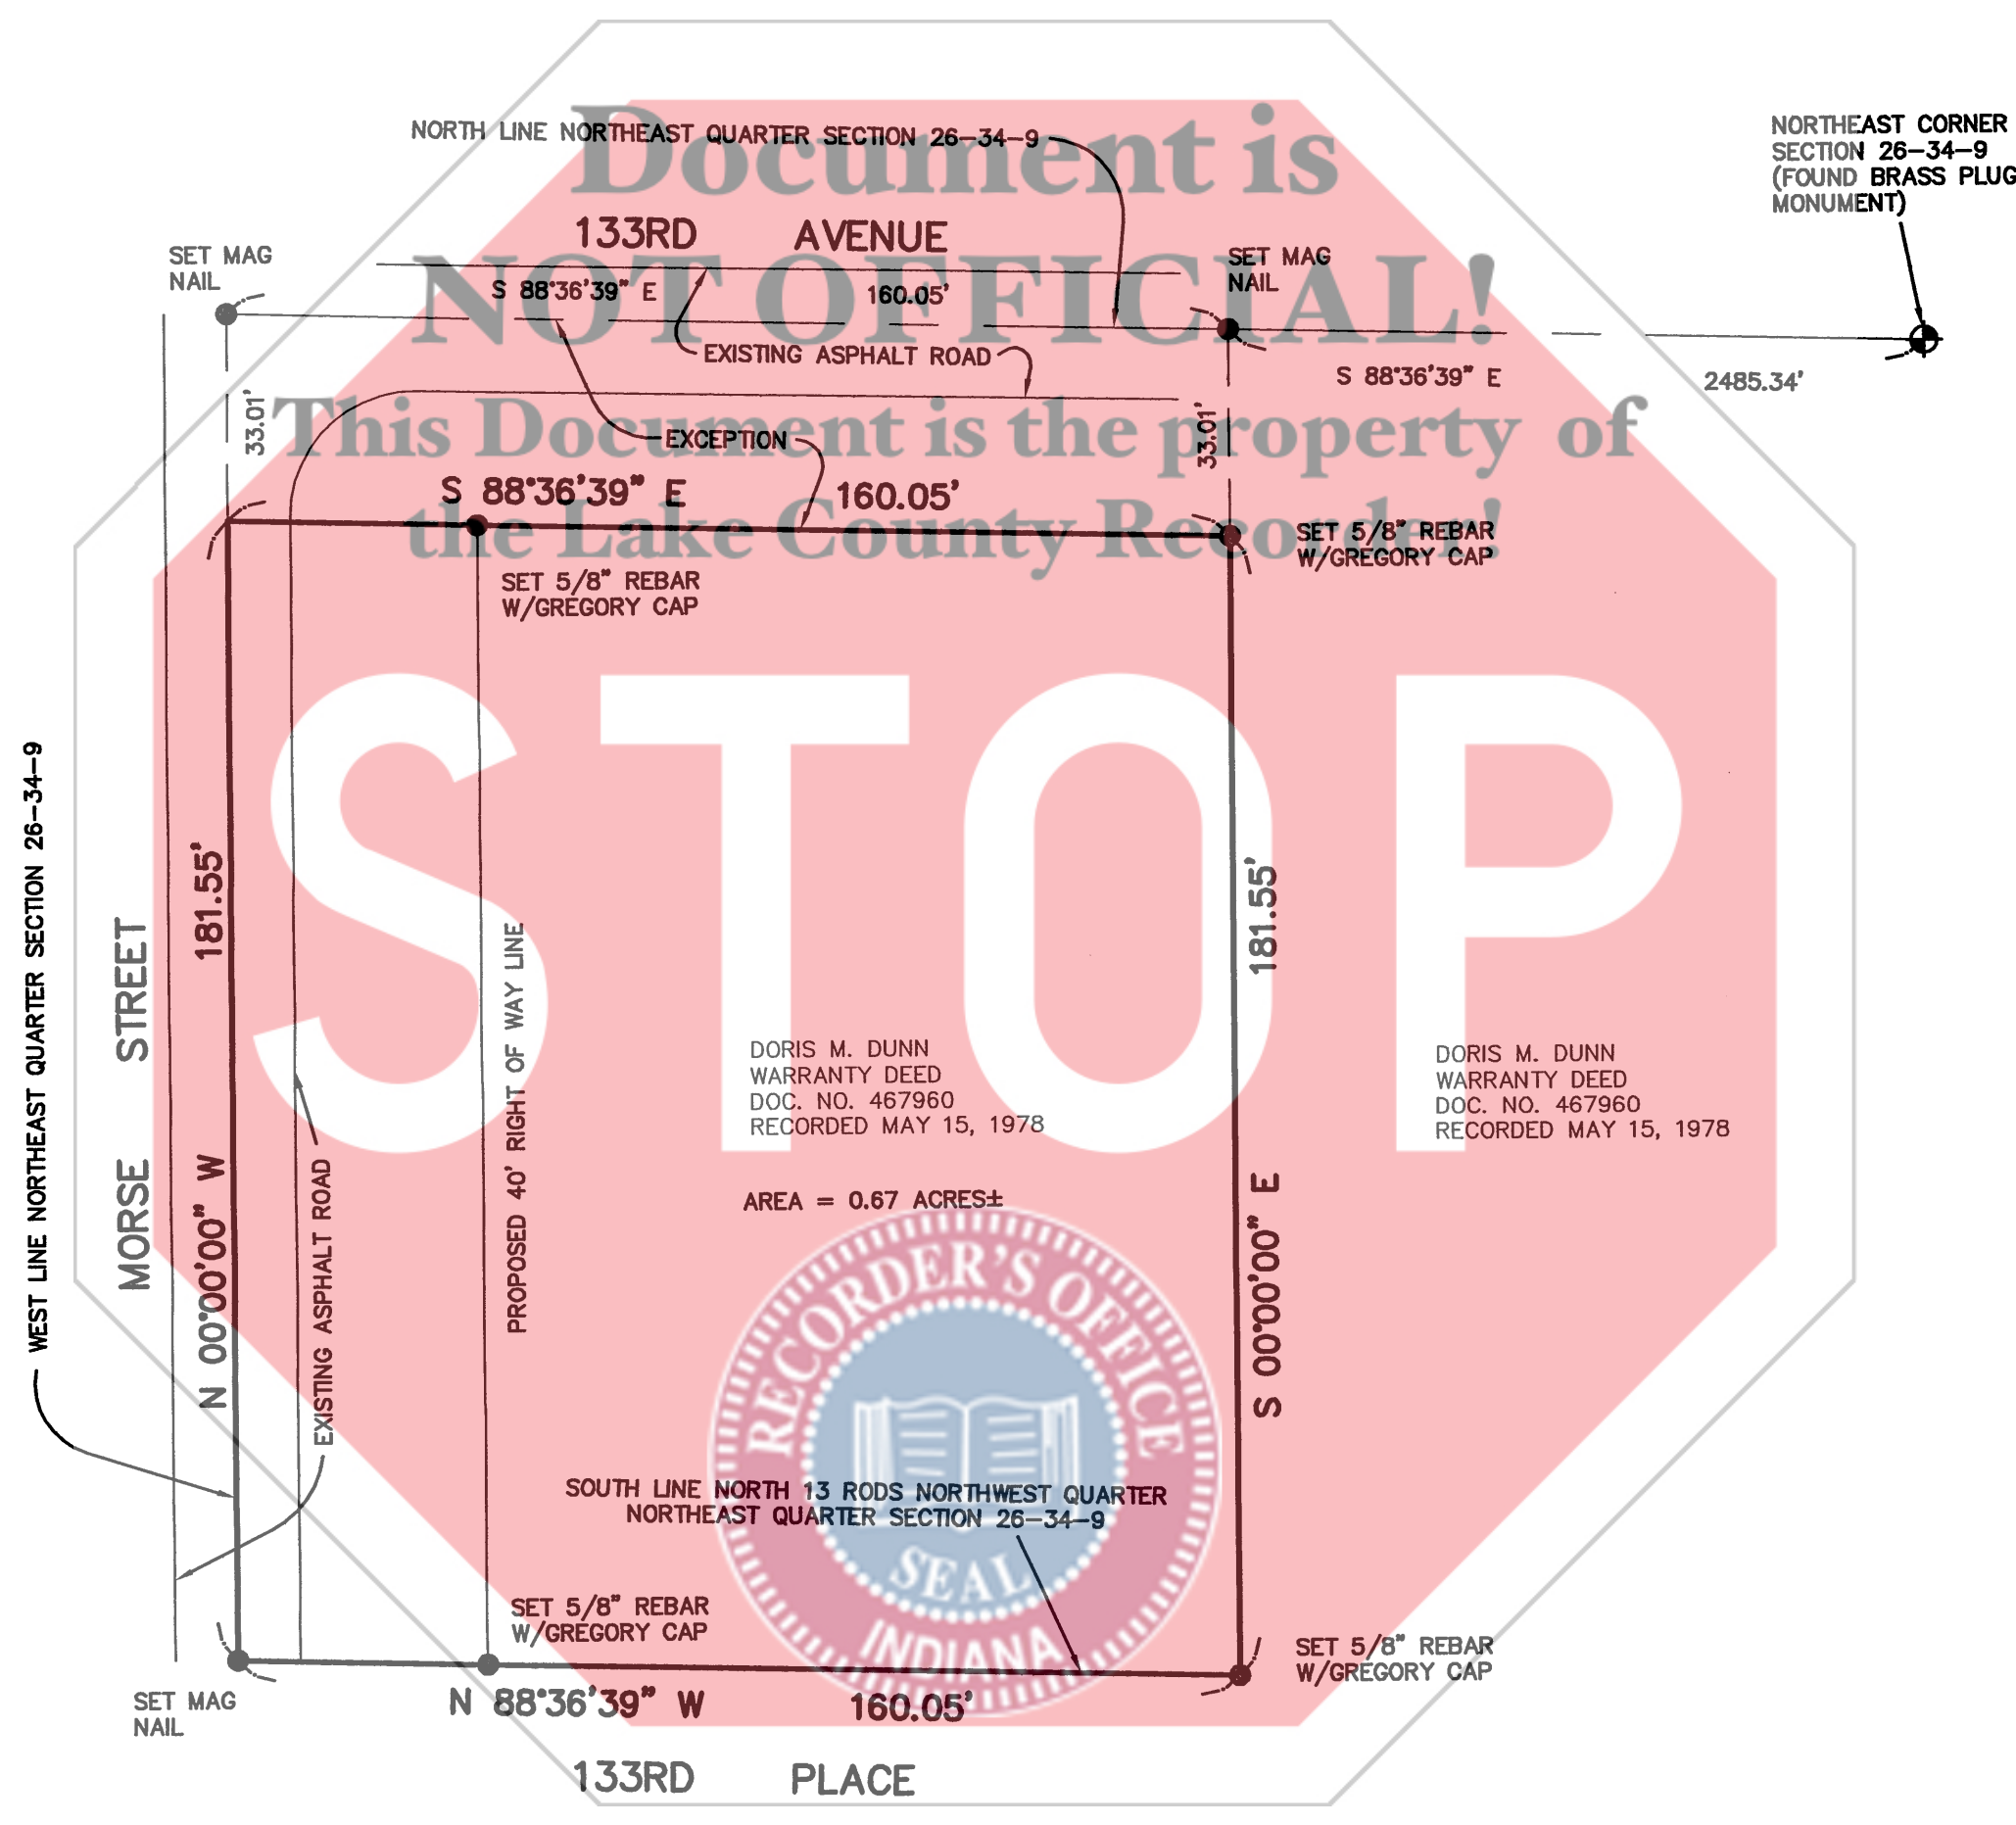 Document is
NORTH LINE NORTHEAST QUARTER SECTION 26-34-9
NORTHEAST CORNER
SECTION 26-34-9
(FOUND BRASS PLUG
MONUMENT)
133RD AVENUE
NOT OFFICIAL!
SET MAG
NAIL
SET MAG
NAIL
S 88°36'39" E 160.05'
EXISTING ASPHALT ROAD
S 88°36'39" E 2485.34'
33.01'
33.01'
This Document is the property of
EXCEPTION
S 88°36'39" E 160.05'
the Lake County Recorder!
SET 5/8" REBAR
W/GREGORY CAP
SET 5/8" REBAR
W/GREGORY CAP
STOP
WEST LINE NORTHEAST QUARTER SECTION 26-34-9
MORSE STREET
N 00°00'00" W 181.55'
EXISTING ASPHALT ROAD
PROPOSED 40' RIGHT OF WAY LINE
S 00°00'00" E 181.55'
DORIS M. DUNN
WARRANTY DEED
DOC. NO. 467960
RECORDED MAY 15, 1978
DORIS M. DUNN
WARRANTY DEED
DOC. NO. 467960
RECORDED MAY 15, 1978
AREA = 0.67 ACRES±
RECORDER'S OFFICE
SEAL
INDIANA
SOUTH LINE NORTH 13 RODS NORTHWEST QUARTER
NORTHEAST QUARTER SECTION 26-34-9
SET 5/8" REBAR
W/GREGORY CAP
SET 5/8" REBAR
W/GREGORY CAP
SET MAG
NAIL
N 88°36'39" W 160.05'
133RD PLACE